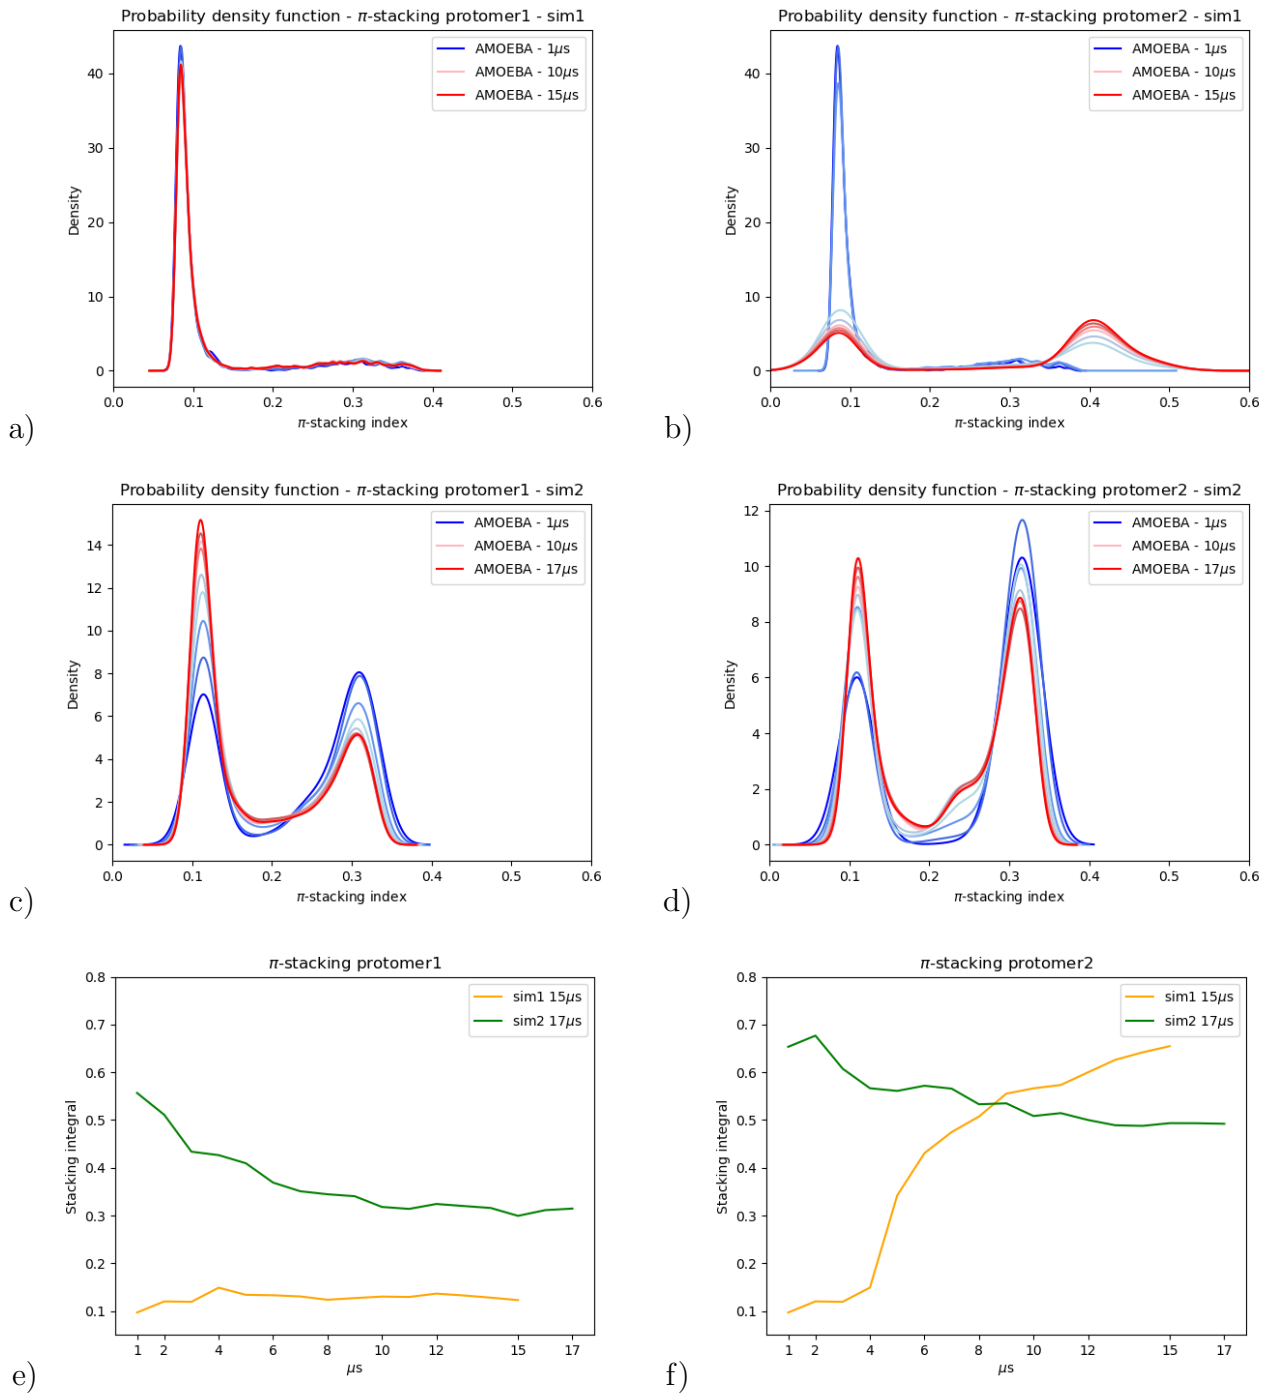 Probability density function - π-stacking protomer1 - sim1
AMOEBA - 1μs
AMOEBA - 10μs
AMOEBA - 15μs
Density
40
30
20
10
0
0.0 0.1 0.2 0.3 0.4 0.5 0.6
π-stacking index
a)
Probability density function - π-stacking protomer2 - sim1
AMOEBA - 1μs
AMOEBA - 10μs
AMOEBA - 15μs
Density
40
30
20
10
0
0.0 0.1 0.2 0.3 0.4 0.5 0.6
π-stacking index
b)
Probability density function - π-stacking protomer1 - sim2
AMOEBA - 1μs
AMOEBA - 10μs
AMOEBA - 17μs
Density
14
12
10
8
6
4
2
0
0.0 0.1 0.2 0.3 0.4 0.5 0.6
π-stacking index
c)
Probability density function - π-stacking protomer2 - sim2
AMOEBA - 1μs
AMOEBA - 10μs
AMOEBA - 17μs
Density
12
10
8
6
4
2
0
0.0 0.1 0.2 0.3 0.4 0.5 0.6
π-stacking index
d)
π-stacking protomer1
sim1 15μs
sim2 17μs
Stacking integral
0.8
0.7
0.6
0.5
0.4
0.3
0.2
0.1
1 2 4 6 8 10 12 15 17
μs
e)
π-stacking protomer2
sim1 15μs
sim2 17μs
Stacking integral
0.8
0.7
0.6
0.5
0.4
0.3
0.2
0.1
1 2 4 6 8 10 12 15 17
μs
f)